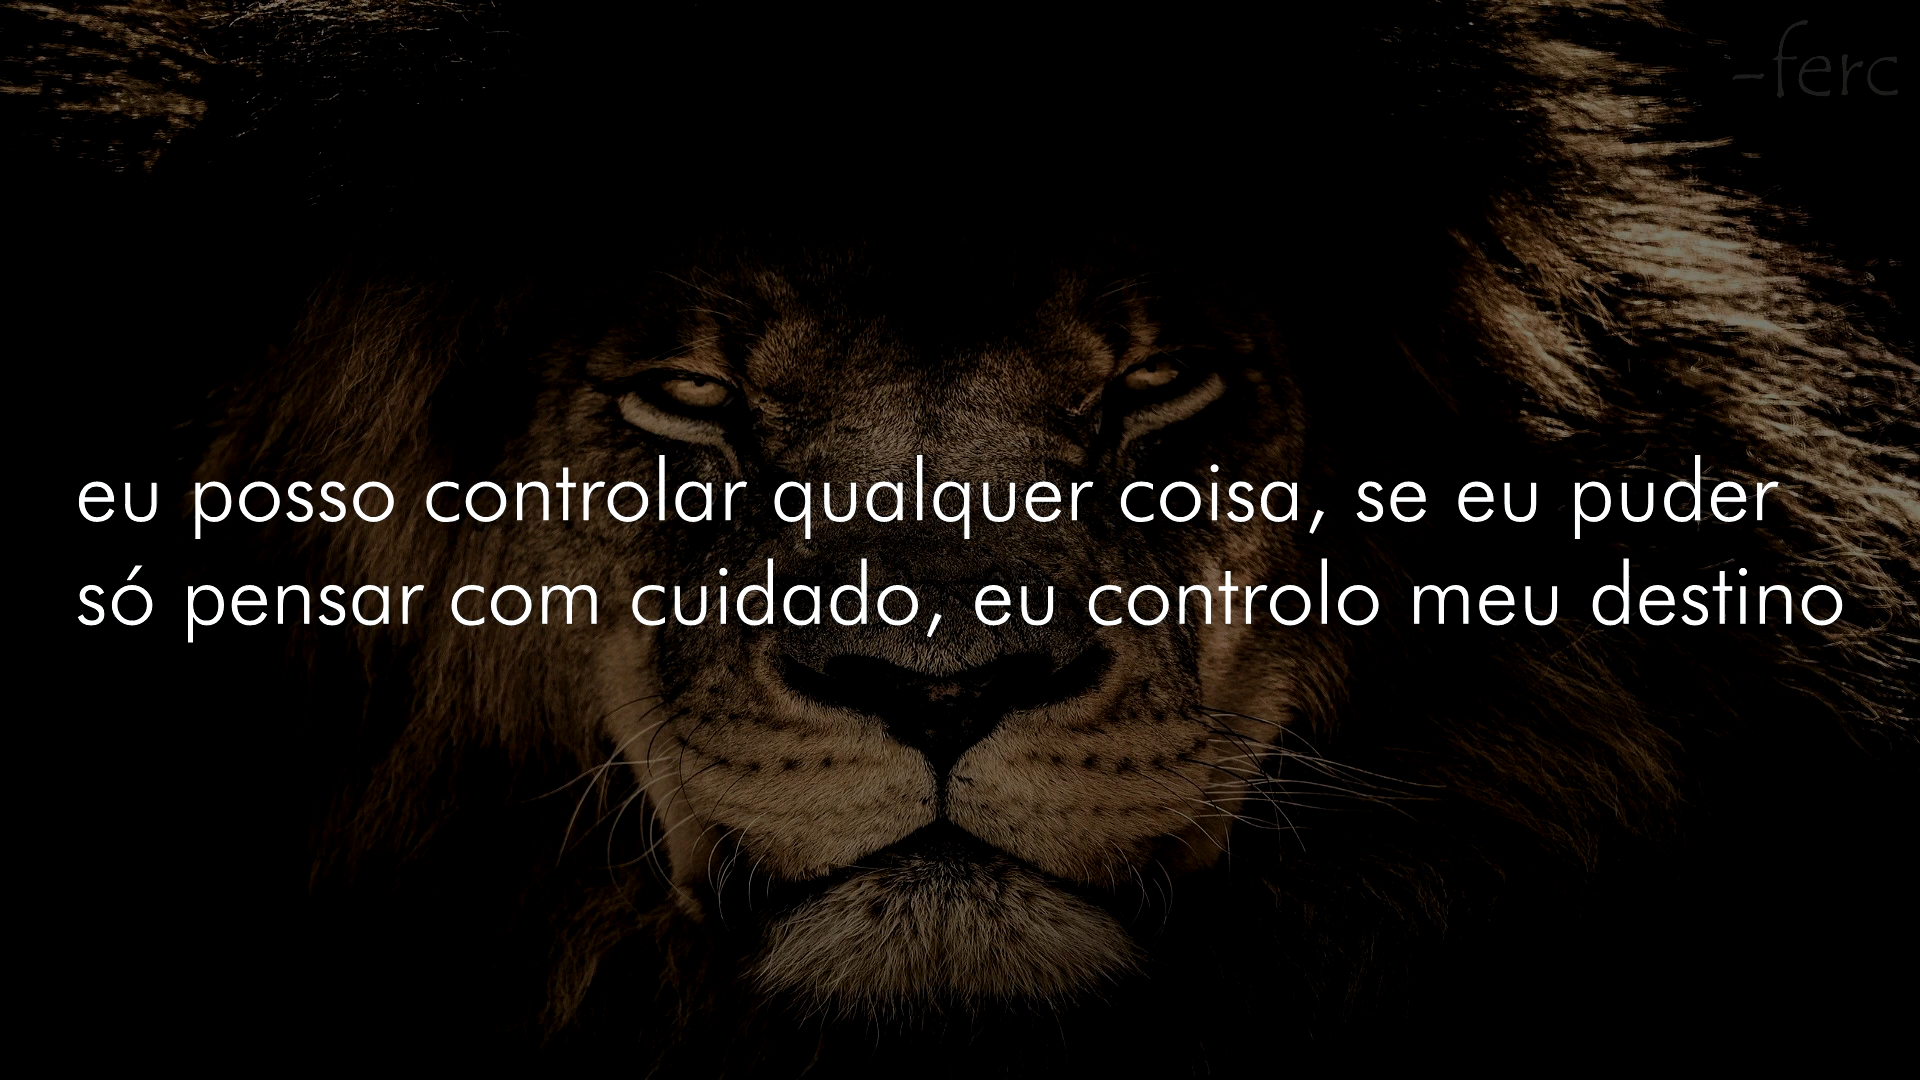 -ferc
eu posso controlar qualquer coisa, se eu puder
só pensar com cuidado, eu controlo meu destino